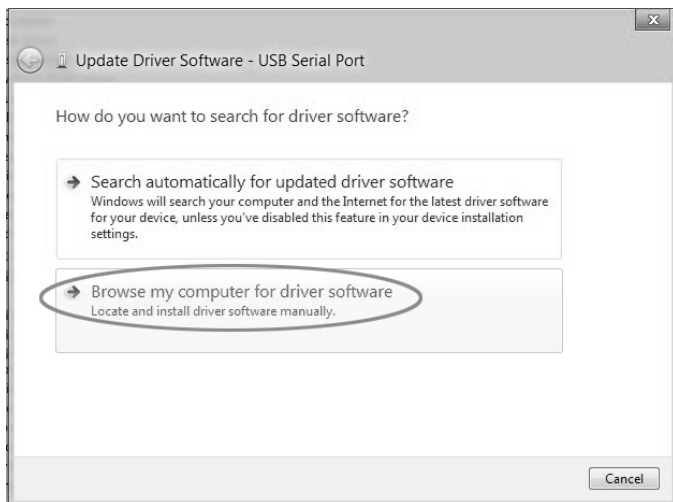 Update Driver Software - USB Serial Port
How do you want to search for driver software?
Search automatically for updated driver software
Windows will search your computer and the Internet for the latest driver software
for your device, unless you've disabled this feature in your device installation
settings.
Browse my computer for driver software
Locate and install driver software manually.
Cancel